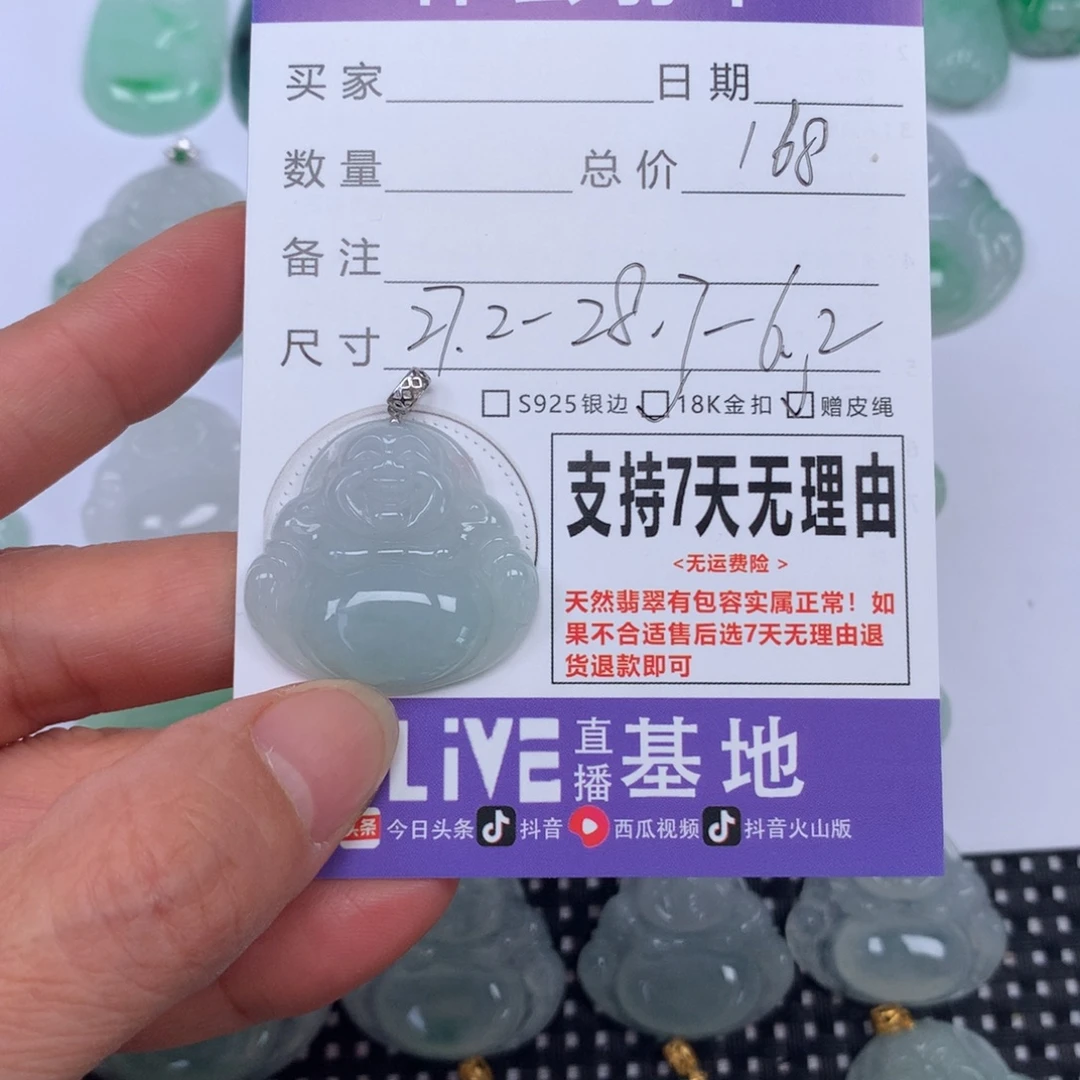 买家 日期
数量 总价 168
备注
尺寸 27.2-28.7-6.2
S925银边 18K金扣 赠皮绳
支持7天无理由
<无运费险 >
天然翡翠有包容实属正常！如
果不合适售后选7天无理由退
货退款即可
LiVE 直播 基地
头条 今日头条 抖音 西瓜视频 抖音火山版